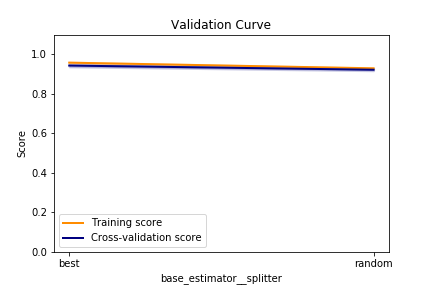 Validation Curve
1.0
0.8
0.6
0.4
0.2
0.0
Score
Training score
Cross-validation score
best
random
base_estimator__splitter